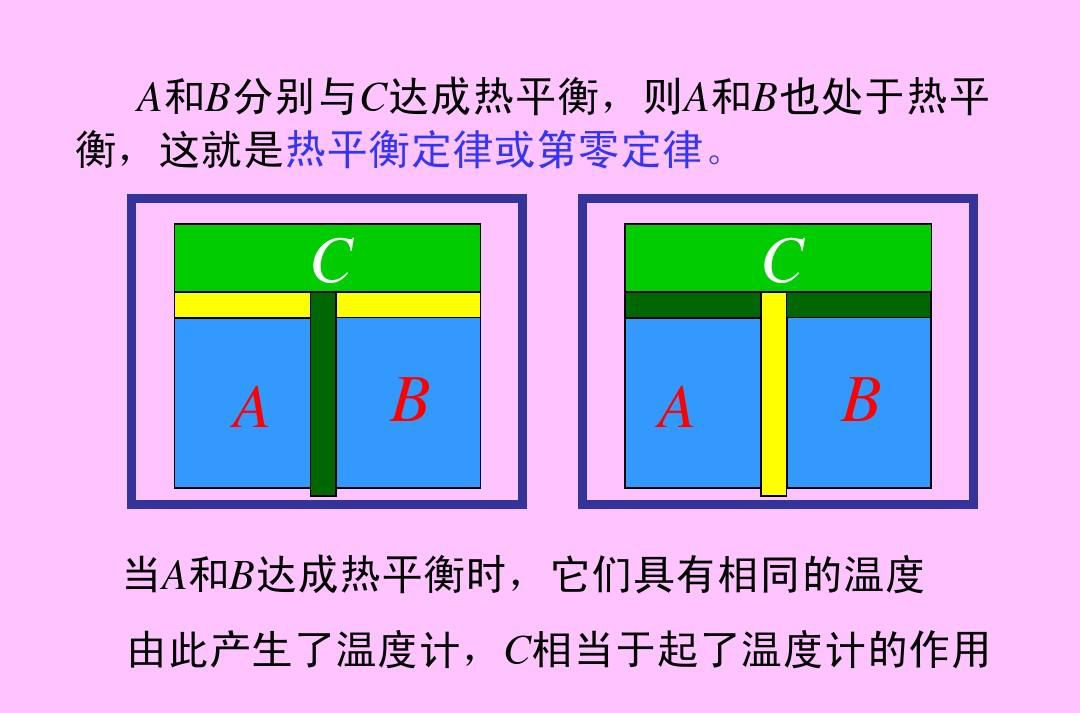 A和B分别与C达成热平衡，则A和B也处于热平
衡，这就是热平衡定律或第零定律。
C
A
B
C
A
B
当A和B达成热平衡时，它们具有相同的温度
由此产生了温度计，C相当于起了温度计的作用